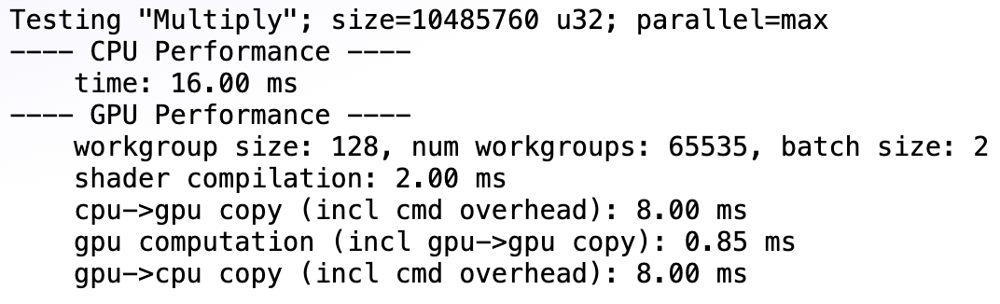 Testing "Multiply"; size=10485760 u32; parallel=max
---- CPU Performance ----
    time: 16.00 ms
---- GPU Performance ----
    workgroup size: 128, num workgroups: 65535, batch size: 2
    shader compilation: 2.00 ms
    cpu->gpu copy (incl cmd overhead): 8.00 ms
    gpu computation (incl gpu->gpu copy): 0.85 ms
    gpu->cpu copy (incl cmd overhead): 8.00 ms